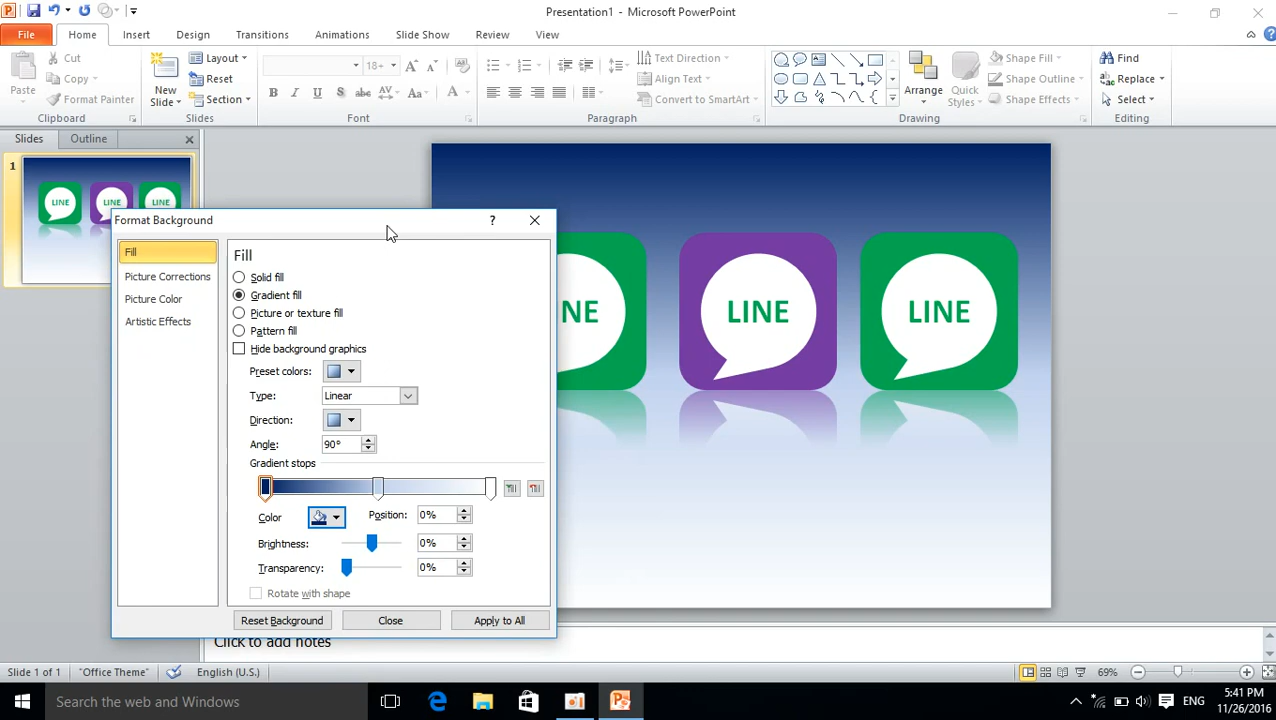 Presentation1 - Microsoft PowerPoint
File Home Insert Design Transitions Animations Slide Show Review View
Paste
Cut
Copy
Format Painter
Clipboard
New Slide
Layout
Reset
Section
Slides
18+
B I U S abc AV Aa A
Font
Text Direction
Align Text
Convert to SmartArt
Paragraph
Arrange
Quick Styles
Shape Fill
Shape Outline
Shape Effects
Drawing
Find
Replace
Select
Editing
Slides Outline
1
LINE LINE LINE
NE LINE LINE
Format Background
?
Fill
Picture Corrections
Picture Color
Artistic Effects
Fill
Solid fill
Gradient fill
Picture or texture fill
Pattern fill
Hide background graphics
Preset colors:
Type: Linear
Direction:
Angle: 90°
Gradient stops
Color Position: 0%
Brightness: 0%
Transparency: 0%
Rotate with shape
Reset Background Close Apply to All
Click to add notes
Slide 1 of 1 "Office Theme" English (U.S.) 69%
Search the web and Windows
ENG
5:41 PM
11/26/2016